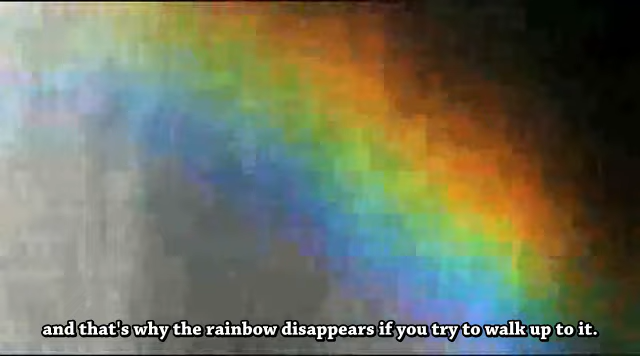 and that's why the rainbow disappears if you try to walk up to it.